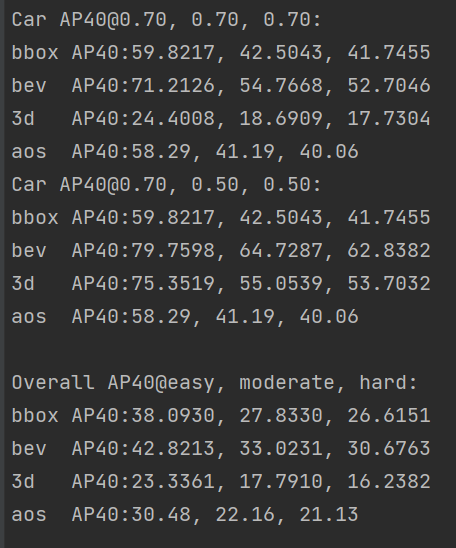 Car AP40@0.70, 0.70, 0.70:
bbox AP40:59.8217, 42.5043, 41.7455
bev  AP40:71.2126, 54.7668, 52.7046
3d   AP40:24.4008, 18.6909, 17.7304
aos  AP40:58.29, 41.19, 40.06
Car AP40@0.70, 0.50, 0.50:
bbox AP40:59.8217, 42.5043, 41.7455
bev  AP40:79.7598, 64.7287, 62.8382
3d   AP40:75.3519, 55.0539, 53.7032
aos  AP40:58.29, 41.19, 40.06

Overall AP40@easy, moderate, hard:
bbox AP40:38.0930, 27.8330, 26.6151
bev  AP40:42.8213, 33.0231, 30.6763
3d   AP40:23.3361, 17.7910, 16.2382
aos  AP40:30.48, 22.16, 21.13